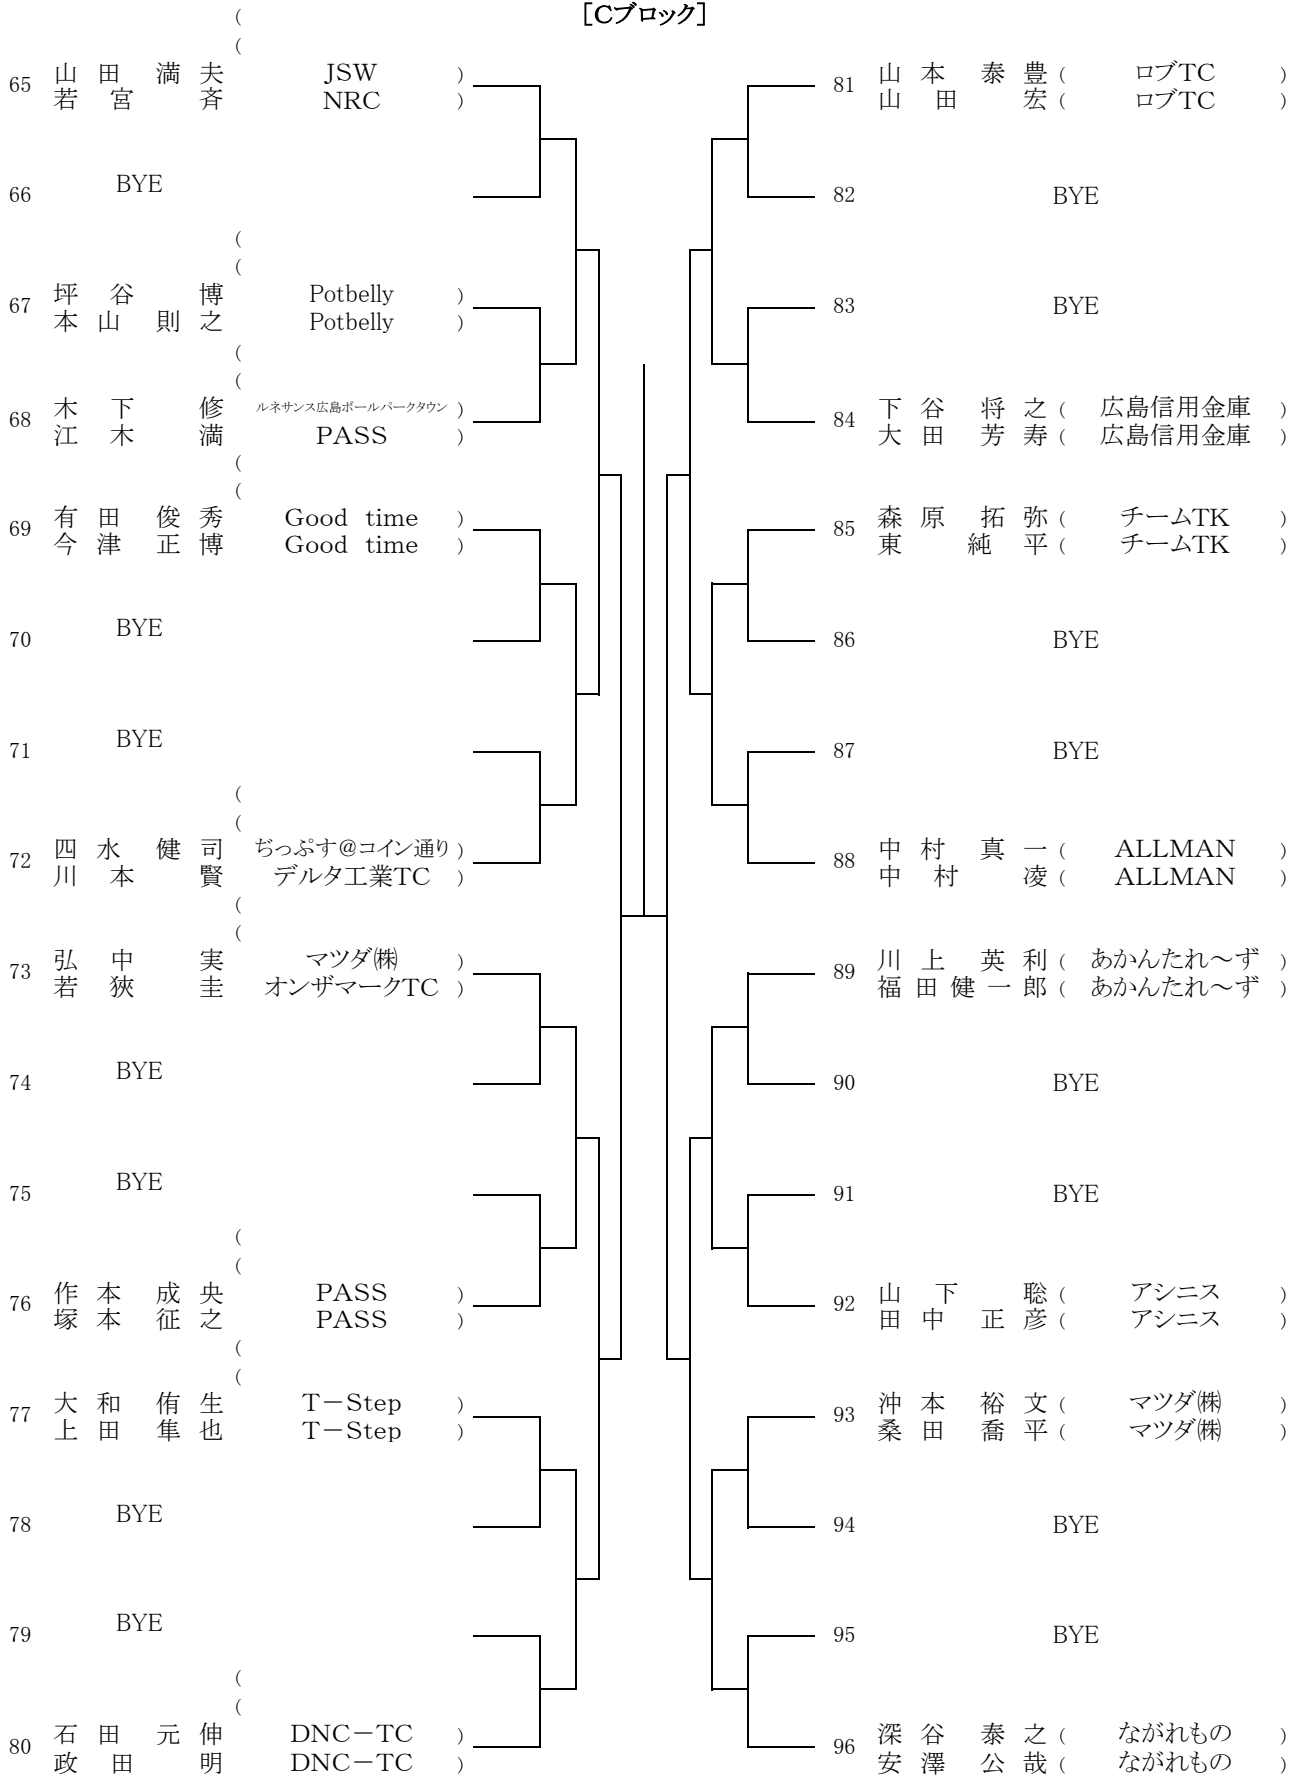 [Cブロック]
(
(
65 山田 満夫 JSW )
若宮 斉 NRC )
66 BYE
(
(
67 坪谷 博 Potbelly )
本山 則之 Potbelly )
(
(
68 木下 修 ルネサンス広島ボールパークタウン )
江木 満 PASS )
(
(
69 有田 俊秀 Good time )
今津 正博 Good time )
70 BYE
71 BYE
(
(
72 四水 健司 ぢっぷす@コイン通り )
川本 賢 デルタ工業TC )
(
(
73 弘中 実 マツダ㈱ )
若狹 圭 オンザマークTC )
74 BYE
75 BYE
(
(
76 作本 成央 PASS )
塚本 征之 PASS )
(
(
77 大和 侑生 T－Step )
上田 隼也 T－Step )
78 BYE
79 BYE
(
(
80 石田 元伸 DNC－TC )
政田 明 DNC－TC )
81 山本 泰豊 ( ロブTC )
山田 宏 ( ロブTC )
82 BYE
83 BYE
84 下谷 将之 ( 広島信用金庫 )
大田 芳寿 ( 広島信用金庫 )
85 森原 拓弥 ( チームTK )
東 純平 ( チームTK )
86 BYE
87 BYE
88 中村 真一 ( ALLMAN )
中村 凌 ( ALLMAN )
89 川上 英利 ( あかんたれ～ず )
福田健一郎 ( あかんたれ～ず )
90 BYE
91 BYE
92 山下 聡 ( アシニス )
田中 正彦 ( アシニス )
93 沖本 裕文 ( マツダ㈱ )
桑田 喬平 ( マツダ㈱ )
94 BYE
95 BYE
96 深谷 泰之 ( ながれもの )
安澤 公哉 ( ながれもの )